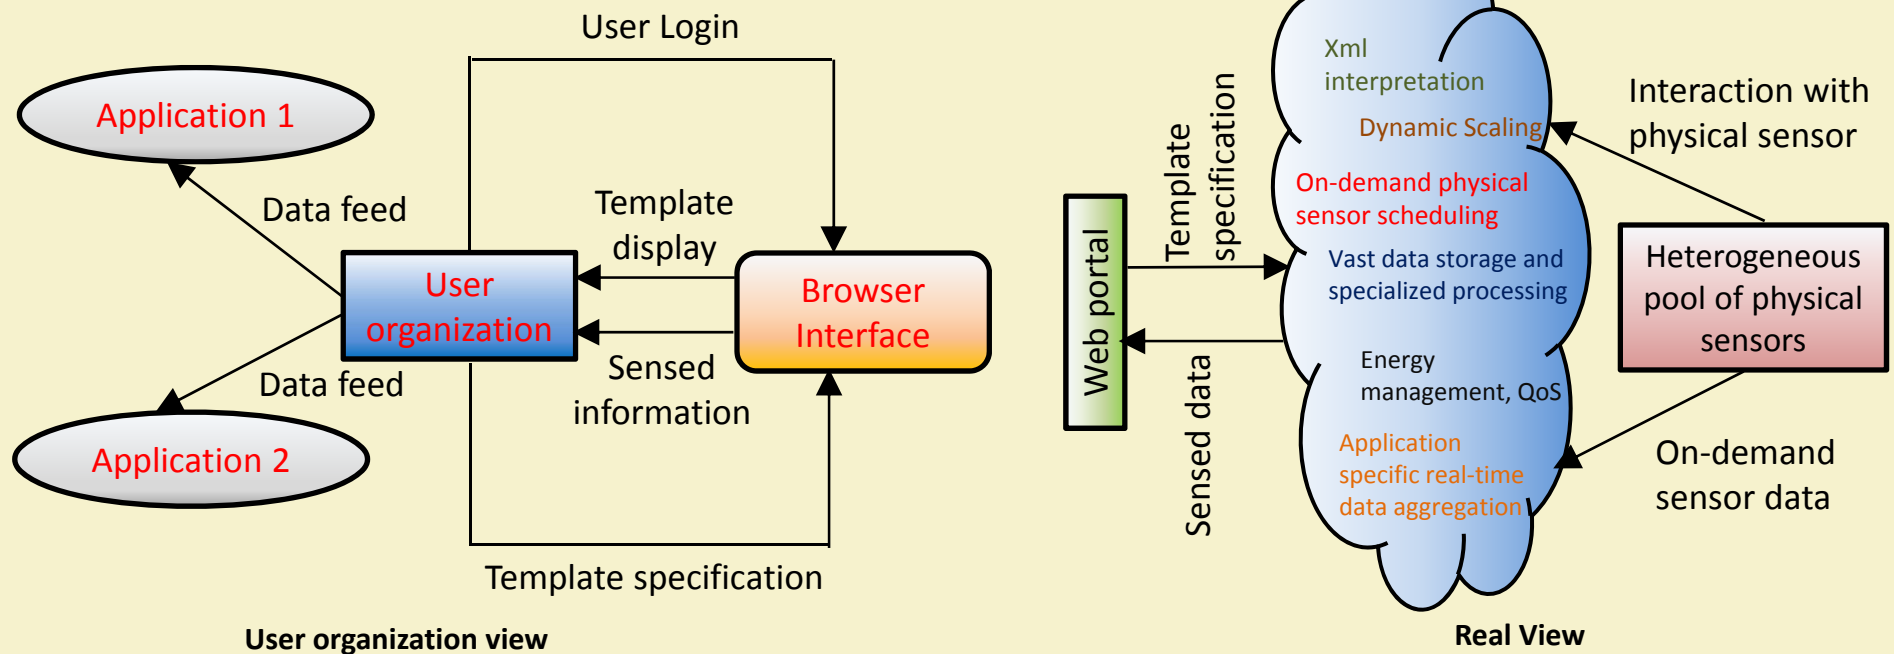 User Login
Application 1
Data feed
Template
display
User
organization
Browser
Interface
Sensed
information
Data feed
Application 2
Template specification
User organization view
Web portal
Template
specification
Sensed data
Xml
interpretation
Dynamic Scaling
On-demand physical
sensor scheduling
Vast data storage and
specialized processing
Energy
management, QoS
Application
specific real-time
data aggregation
Interaction with
physical sensor
Heterogeneous
pool of physical
sensors
On-demand
sensor data
Real View